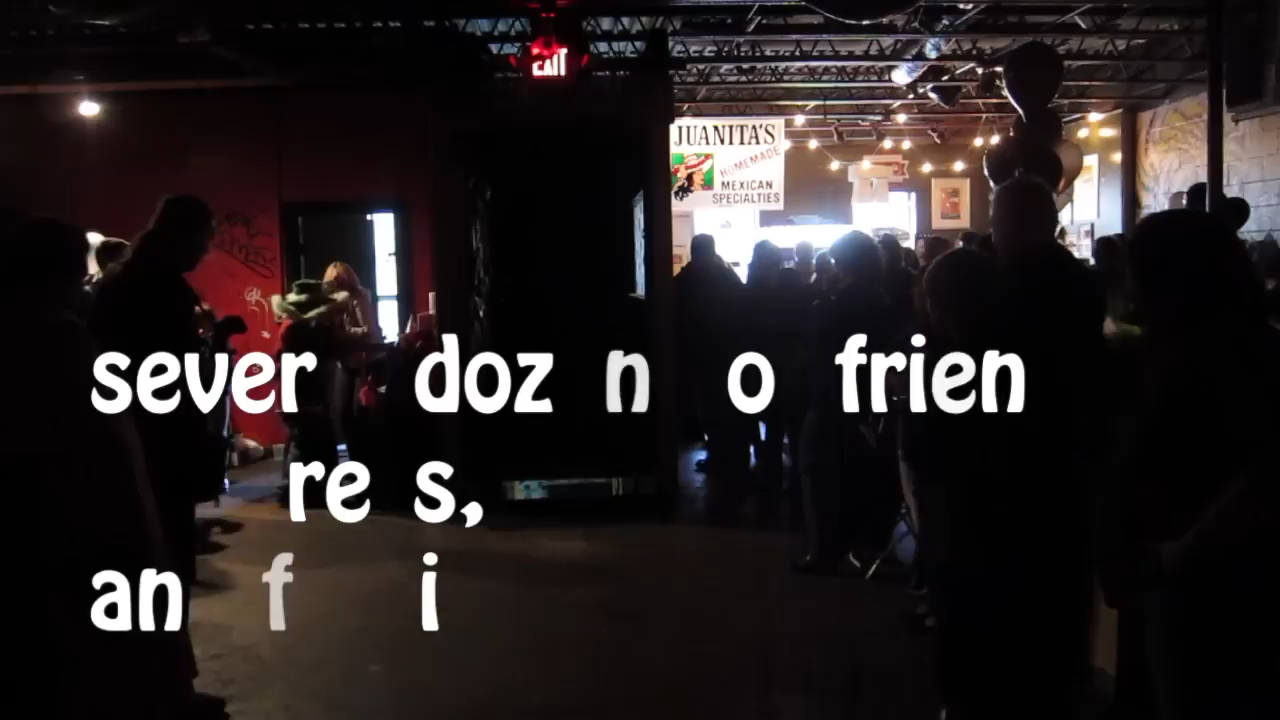 EXIT
JUANITA'S
HOMEMADE
MEXICAN
SPECIALTIES
sever doz n o frien
re s,
an f i